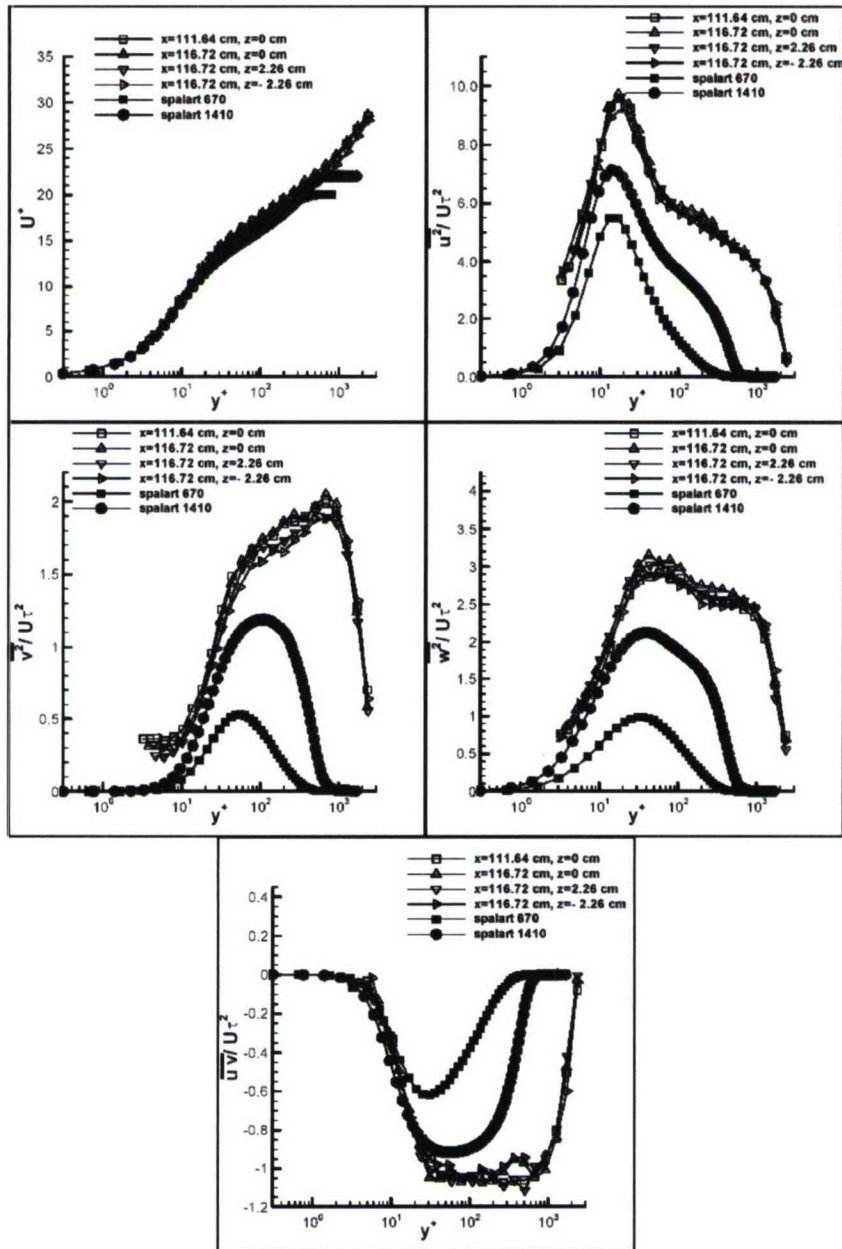 x=111.64 cm, z=0 cm
x=116.72 cm, z=0 cm
x=116.72 cm, z=2.26 cm
x=116.72 cm, z=- 2.26 cm
spalart 670
spalart 1410
35
30
25
20
15
10
5
0
U⁺
10⁰ 10¹ 10² 10³
y⁺
x=111.64 cm, z=0 cm
x=116.72 cm, z=0 cm
x=116.72 cm, z=2.26 cm
x=116.72 cm, z=- 2.26 cm
spalart 670
spalart 1410
10.0
8.0
6.0
4.0
2.0
0.0
u²/ Uτ²
10⁰ 10¹ 10² 10³
y⁺
x=111.64 cm, z=0 cm
x=116.72 cm, z=0 cm
x=116.72 cm, z=2.26 cm
x=116.72 cm, z=- 2.26 cm
spalart 670
spalart 1410
2
1.5
1
0.5
0
v²/ Uτ²
10⁰ 10¹ 10² 10³
y⁺
x=111.64 cm, z=0 cm
x=116.72 cm, z=0 cm
x=116.72 cm, z=2.26 cm
x=116.72 cm, z=- 2.26 cm
spalart 670
spalart 1410
4
3.5
3
2.5
2
1.5
1
0.5
0
w²/ Uτ²
10⁰ 10¹ 10² 10³
y⁺
x=111.64 cm, z=0 cm
x=116.72 cm, z=0 cm
x=116.72 cm, z=2.26 cm
x=116.72 cm, z=- 2.26 cm
spalart 670
spalart 1410
0.4
0.2
0
-0.2
-0.4
-0.6
-0.8
-1
-1.2
u v/ Uτ²
10⁰ 10¹ 10² 10³
y⁺